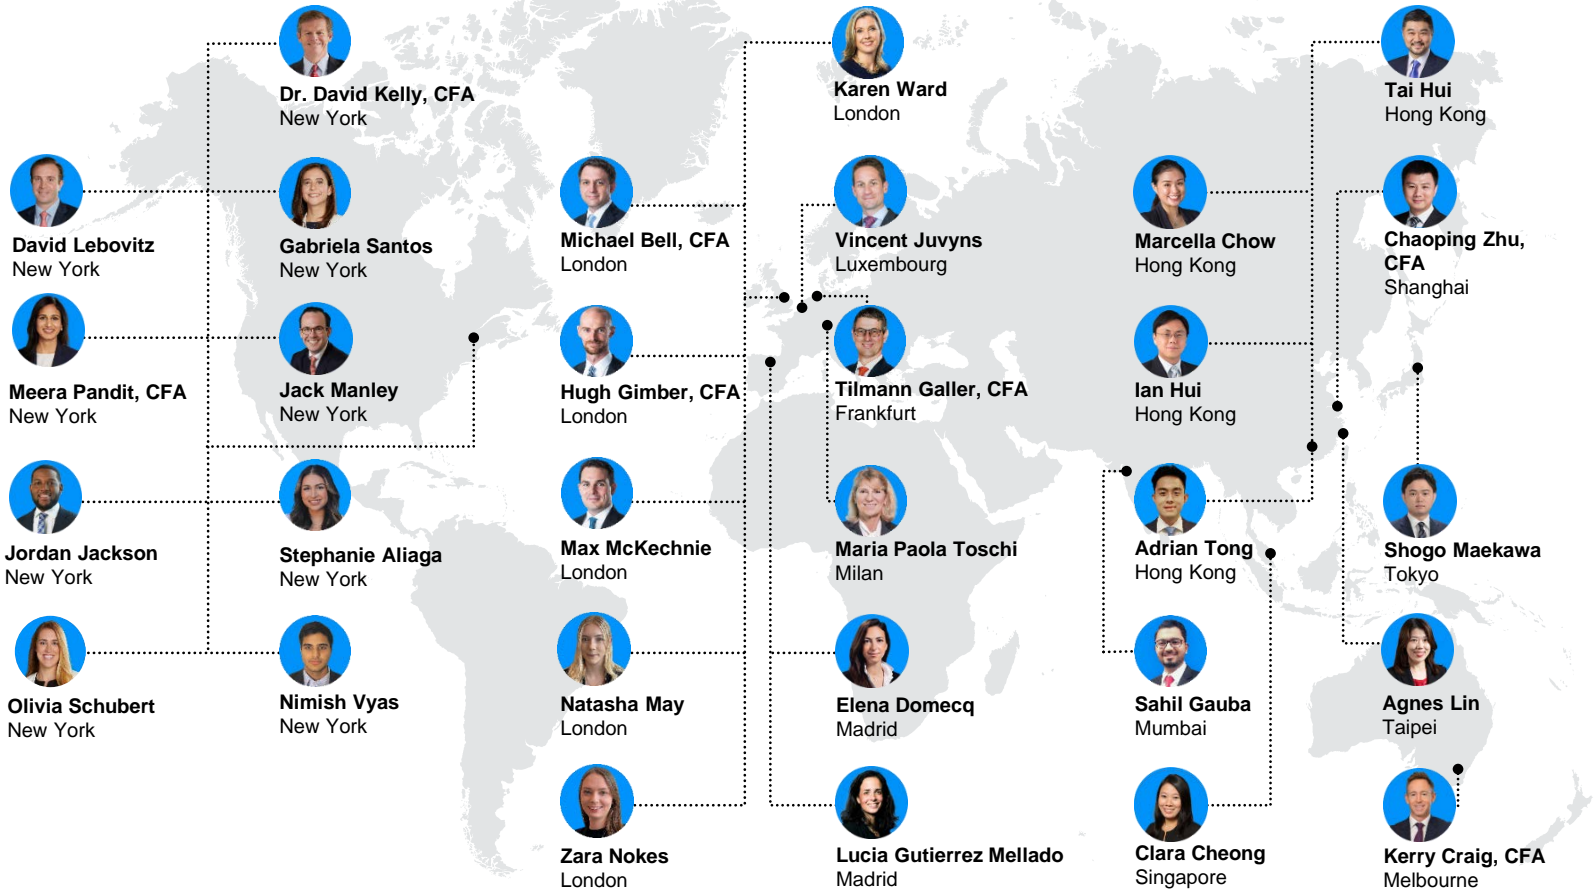 Dr. David Kelly, CFA
New York
David Lebovitz
New York
Gabriela Santos
New York
Meera Pandit, CFA
New York
Jack Manley
New York
Jordan Jackson
New York
Stephanie Aliaga
New York
Olivia Schubert
New York
Nimish Vyas
New York
Karen Ward
London
Michael Bell, CFA
London
Vincent Juvyns
Luxembourg
Hugh Gimber, CFA
London
Tilmann Galler, CFA
Frankfurt
Max McKechnie
London
Maria Paola Toschi
Milan
Natasha May
London
Elena Domecq
Madrid
Zara Nokes
London
Lucia Gutierrez Mellado
Madrid
Tai Hui
Hong Kong
Marcella Chow
Hong Kong
Chaoping Zhu,
CFA
Shanghai
Ian Hui
Hong Kong
Adrian Tong
Hong Kong
Shogo Maekawa
Tokyo
Sahil Gauba
Mumbai
Agnes Lin
Taipei
Clara Cheong
Singapore
Kerry Craig, CFA
Melbourne